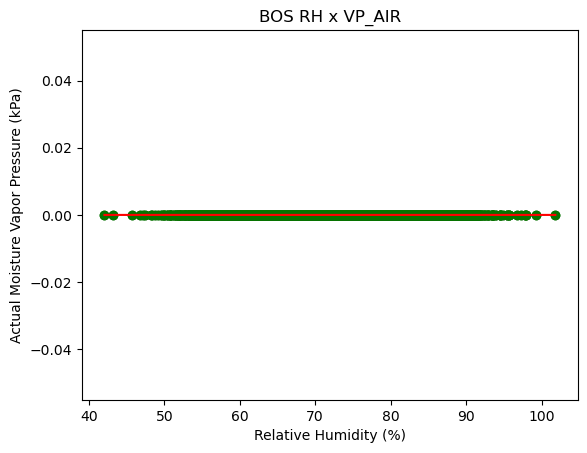 BOS RH x VP_AIR
Actual Moisture Vapor Pressure (kPa)
0.04
0.02
0.00
−0.02
−0.04
40 50 60 70 80 90 100
Relative Humidity (%)